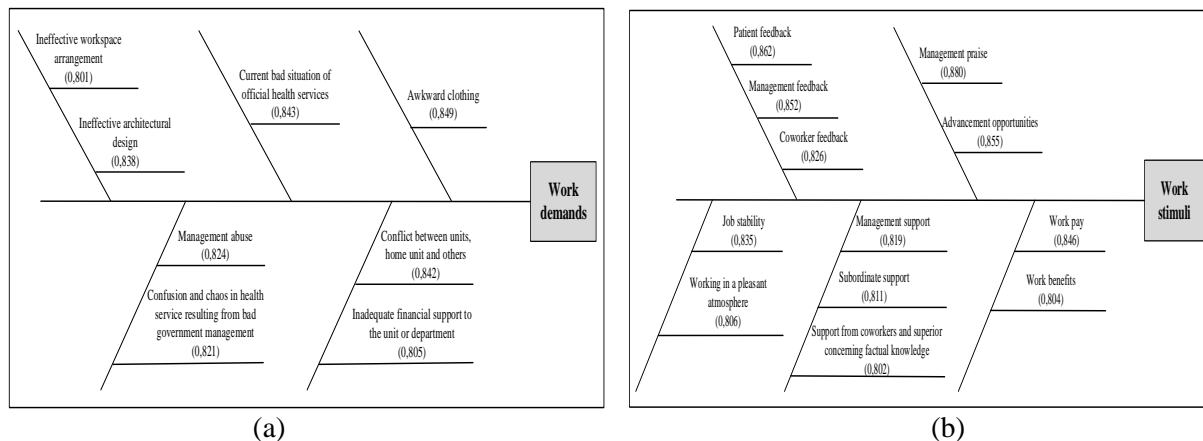 Ineffective workspace
arrangement
(0,801)
Ineffective architectural
design
(0,838)
Current bad situation of
official health services
(0,843)
Awkward clothing
(0,849)
Work
demands
Management abuse
(0,824)
Confusion and chaos in health
service resulting from bad
government management
(0,821)
Conflict between units,
home unit and others
(0,842)
Inadequate financial support to
the unit or department
(0,805)
(a)
Patient feedback
(0,862)
Management feedback
(0,852)
Coworker feedback
(0,826)
Management praise
(0,880)
Advancement opportunities
(0,855)
Work
stimuli
Job stability
(0,835)
Working in a pleasant
atmosphere
(0,806)
Management support
(0,819)
Subordinate support
(0,811)
Support from coworkers and superior
concerning factual knowledge
(0,802)
Work pay
(0,846)
Work benefits
(0,804)
(b)